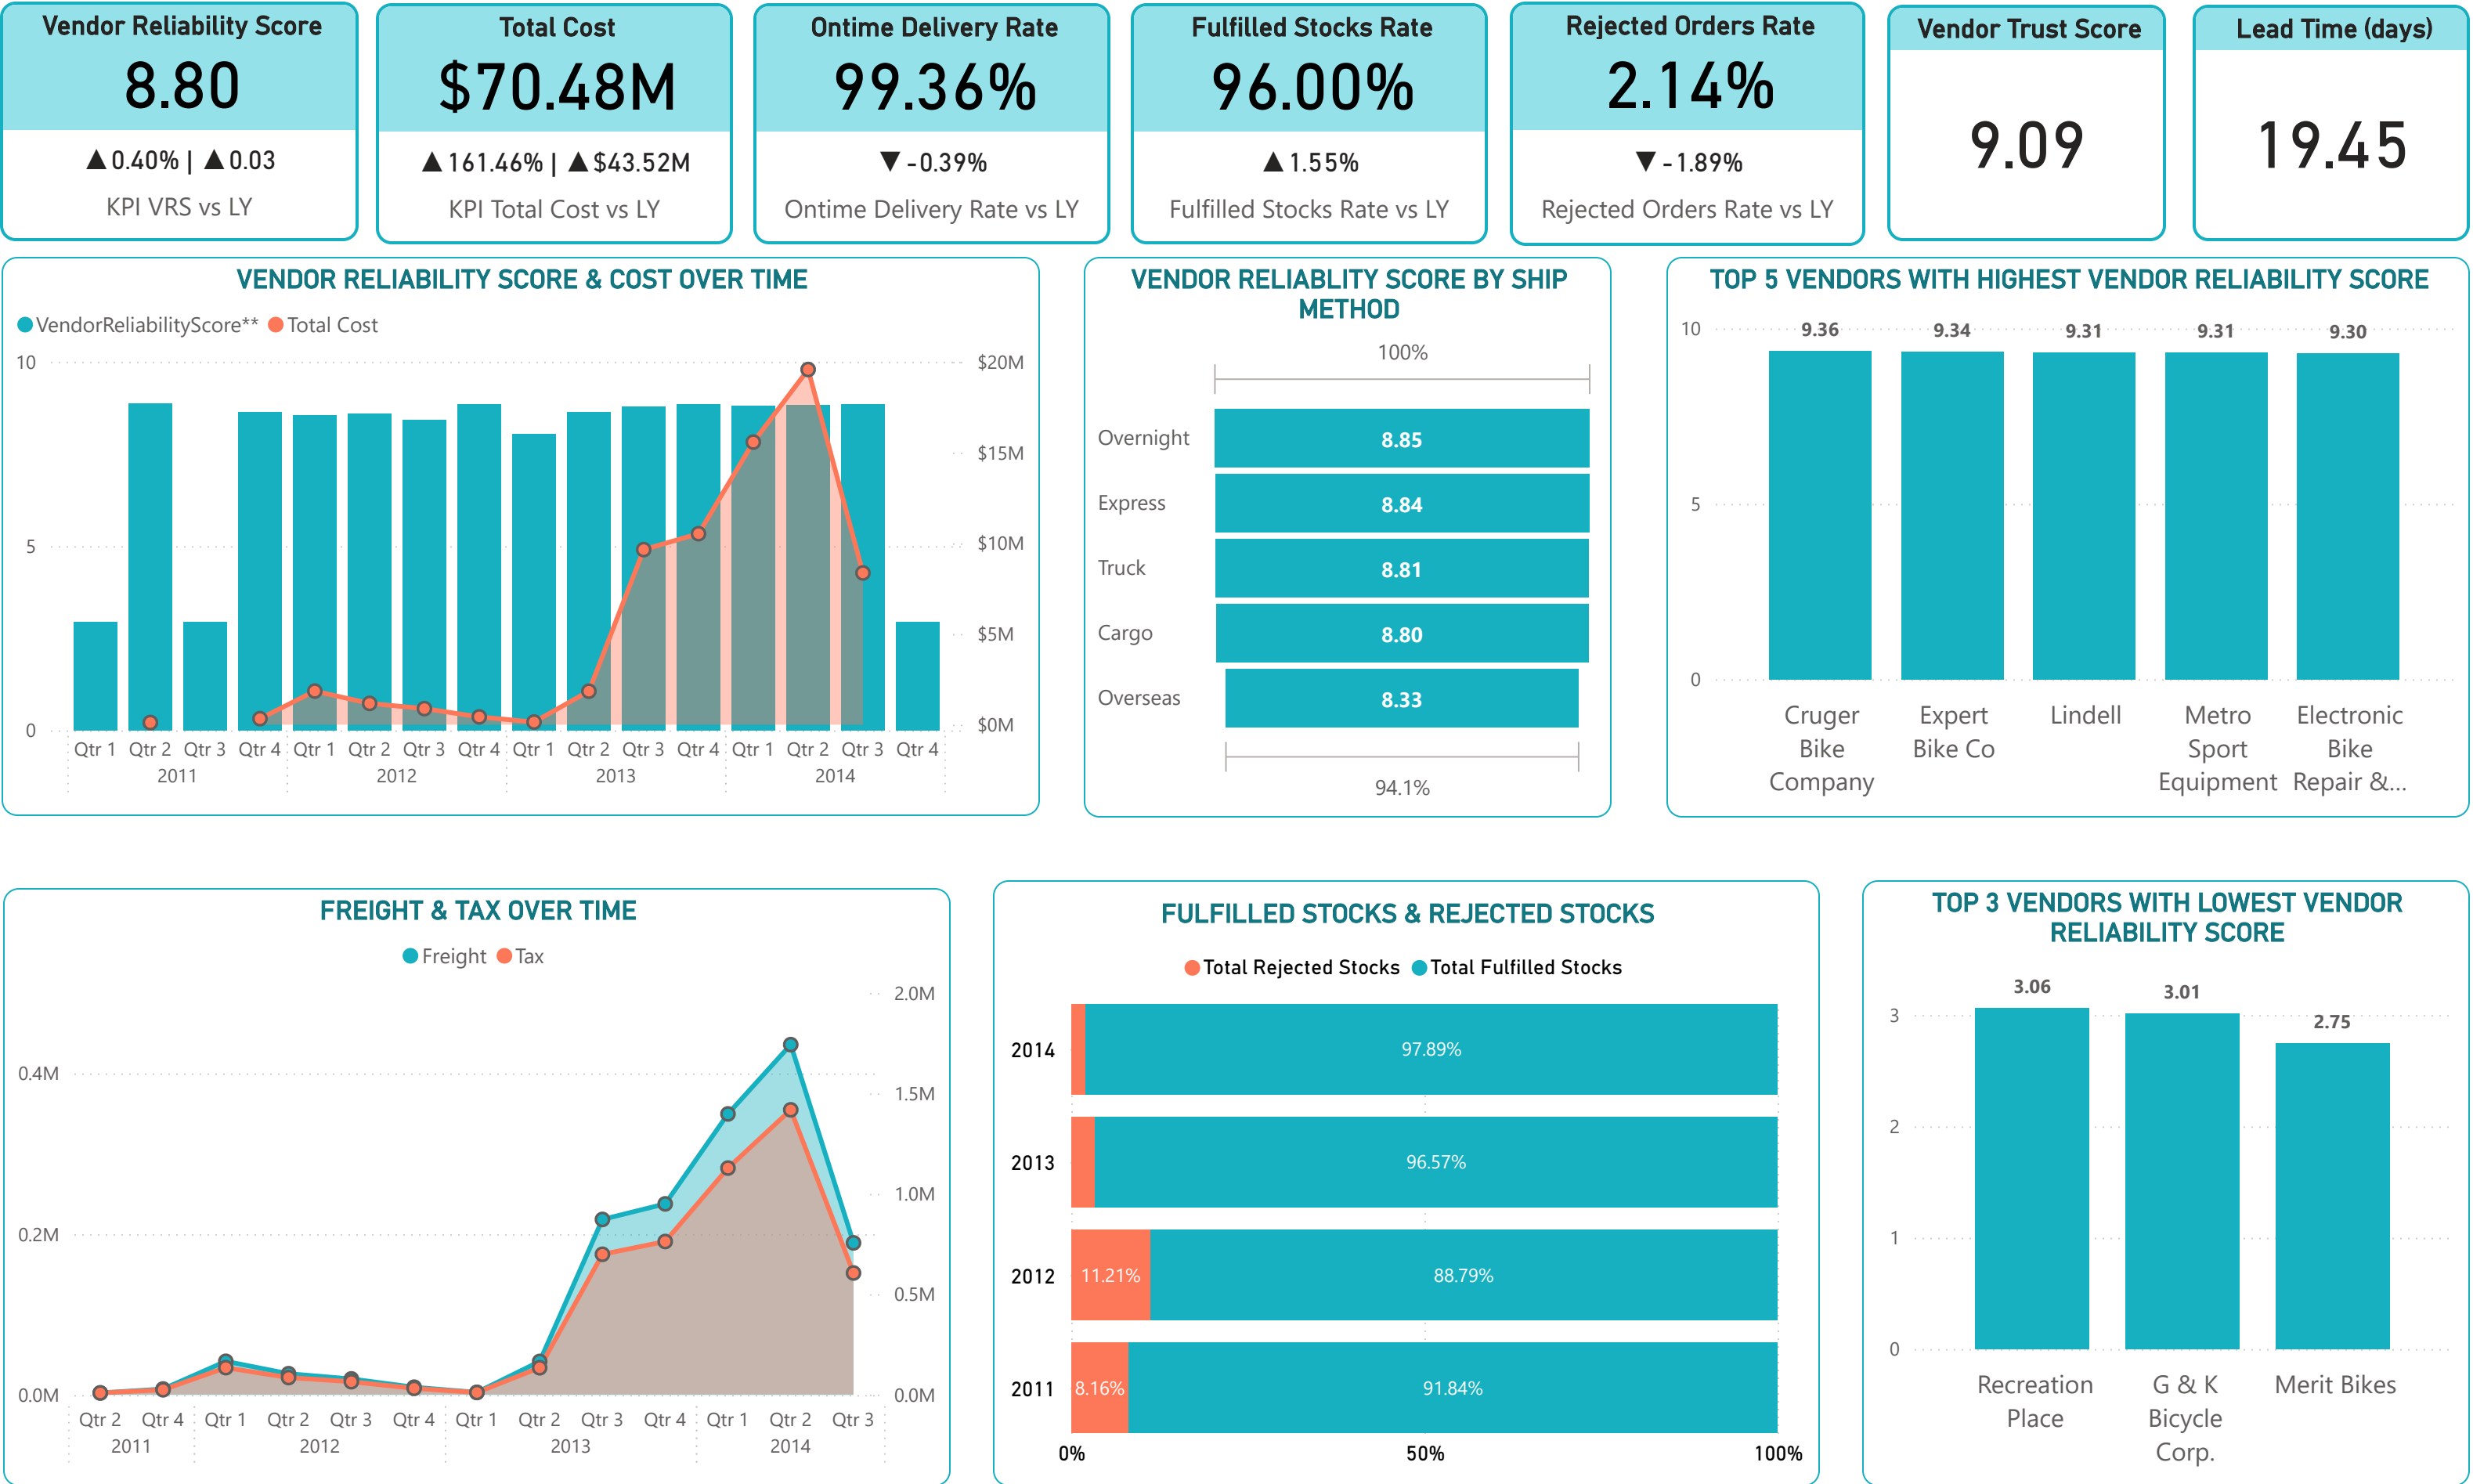 Vendor Reliability Score
8.80
▲0.40% | ▲0.03
KPI VRS vs LY
Total Cost
$70.48M
▲161.46% | ▲$43.52M
KPI Total Cost vs LY
Ontime Delivery Rate
99.36%
▼-0.39%
Ontime Delivery Rate vs LY
Fulfilled Stocks Rate
96.00%
▲1.55%
Fulfilled Stocks Rate vs LY
Rejected Orders Rate
2.14%
▼-1.89%
Rejected Orders Rate vs LY
Vendor Trust Score
9.09
Lead Time (days)
19.45
VENDOR RELIABILITY SCORE & COST OVER TIME
VendorReliabilityScore** Total Cost
10
5
0
$20M
$15M
$10M
$5M
$0M
Qtr 1 Qtr 2 Qtr 3 Qtr 4 Qtr 1 Qtr 2 Qtr 3 Qtr 4 Qtr 1 Qtr 2 Qtr 3 Qtr 4 Qtr 1 Qtr 2 Qtr 3 Qtr 4
2011 2012 2013 2014
VENDOR RELIABLITY SCORE BY SHIP
METHOD
100%
Overnight 8.85
Express 8.84
Truck 8.81
Cargo 8.80
Overseas 8.33
94.1%
TOP 5 VENDORS WITH HIGHEST VENDOR RELIABILITY SCORE
10
5
0
9.36 9.34 9.31 9.31 9.30
Cruger
Bike
Company
Expert
Bike Co
Lindell
Metro
Sport
Equipment
Electronic
Bike
Repair &...
FREIGHT & TAX OVER TIME
Freight Tax
0.4M
0.2M
0.0M
2.0M
1.5M
1.0M
0.5M
0.0M
Qtr 2 Qtr 4 Qtr 1 Qtr 2 Qtr 3 Qtr 4 Qtr 1 Qtr 2 Qtr 3 Qtr 4 Qtr 1 Qtr 2 Qtr 3
2011 2012 2013 2014
FULFILLED STOCKS & REJECTED STOCKS
Total Rejected Stocks Total Fulfilled Stocks
2014 97.89%
2013 96.57%
2012 11.21% 88.79%
2011 8.16% 91.84%
0% 50% 100%
TOP 3 VENDORS WITH LOWEST VENDOR
RELIABILITY SCORE
3
2
1
0
3.06 3.01 2.75
Recreation
Place
G & K
Bicycle
Corp.
Merit Bikes